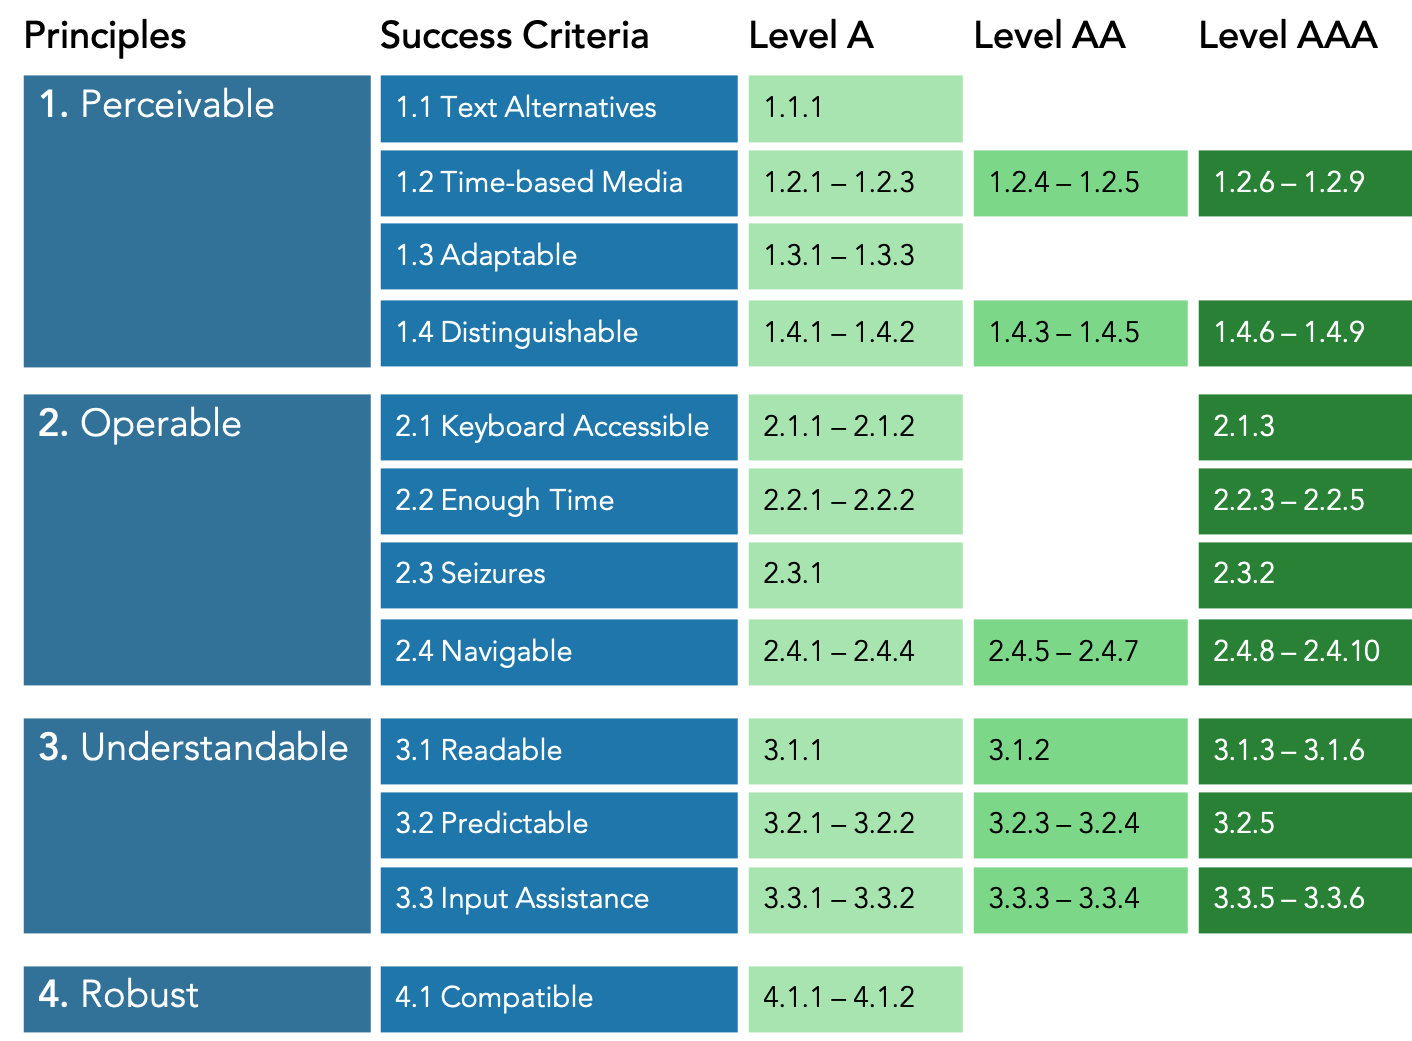 Principles Success Criteria Level A Level AA Level AAA
1. Perceivable 1.1 Text Alternatives 1.1.1
1.2 Time-based Media 1.2.1 – 1.2.3 1.2.4 – 1.2.5 1.2.6 – 1.2.9
1.3 Adaptable 1.3.1 – 1.3.3
1.4 Distinguishable 1.4.1 – 1.4.2 1.4.3 – 1.4.5 1.4.6 – 1.4.9
2. Operable 2.1 Keyboard Accessible 2.1.1 – 2.1.2 2.1.3
2.2 Enough Time 2.2.1 – 2.2.2 2.2.3 – 2.2.5
2.3 Seizures 2.3.1 2.3.2
2.4 Navigable 2.4.1 – 2.4.4 2.4.5 – 2.4.7 2.4.8 – 2.4.10
3. Understandable 3.1 Readable 3.1.1 3.1.2 3.1.3 – 3.1.6
3.2 Predictable 3.2.1 – 3.2.2 3.2.3 – 3.2.4 3.2.5
3.3 Input Assistance 3.3.1 – 3.3.2 3.3.3 – 3.3.4 3.3.5 – 3.3.6
4. Robust 4.1 Compatible 4.1.1 – 4.1.2